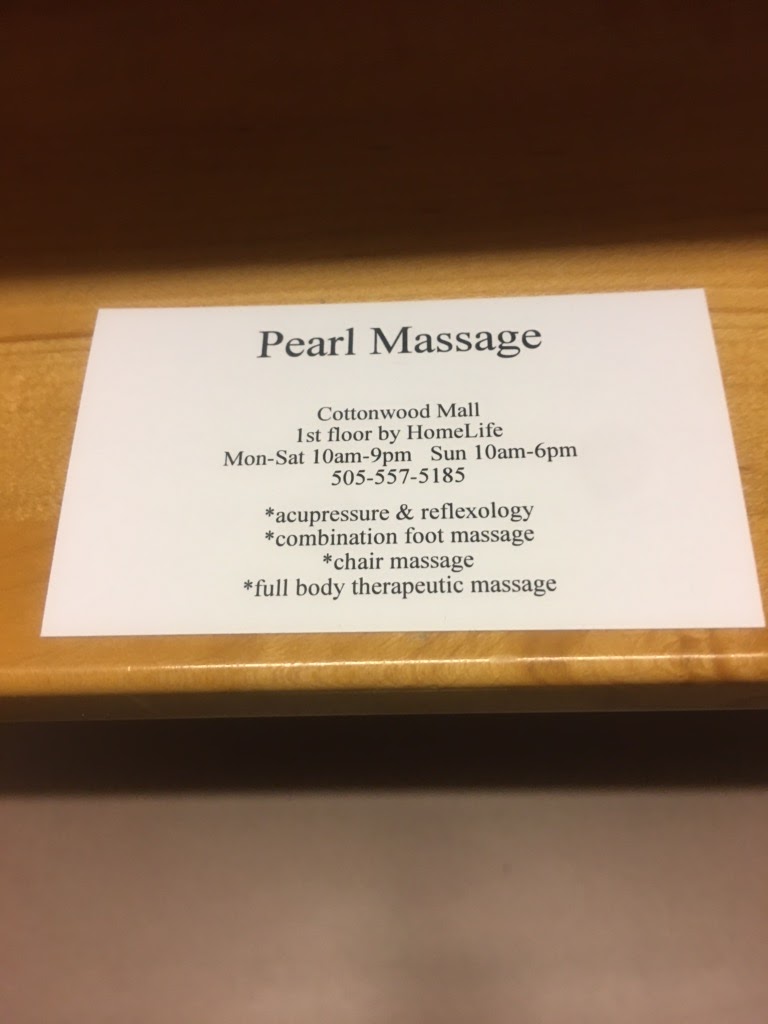 Pearl Massage
Cottonwood Mall
1st floor by HomeLife
Mon-Sat 10am-9pm Sun 10am-6pm
505-557-5185
*acupressure & reflexology
*combination foot massage
*chair massage
*full body therapeutic massage